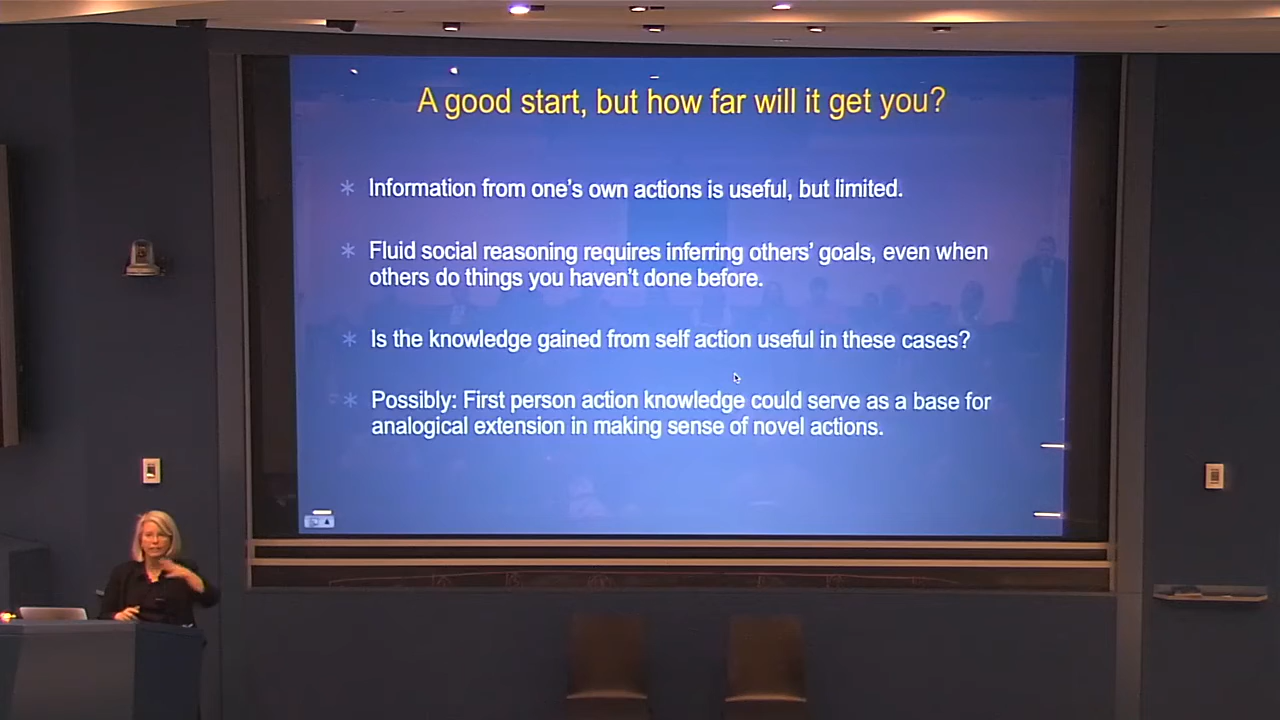 A good start, but how far will it get you?
* Information from one's own actions is useful, but limited.
* Fluid social reasoning requires inferring others' goals, even when
others do things you haven't done before.
* Is the knowledge gained from self action useful in these cases?
* Possibly: First person action knowledge could serve as a base for
analogical extension in making sense of novel actions.